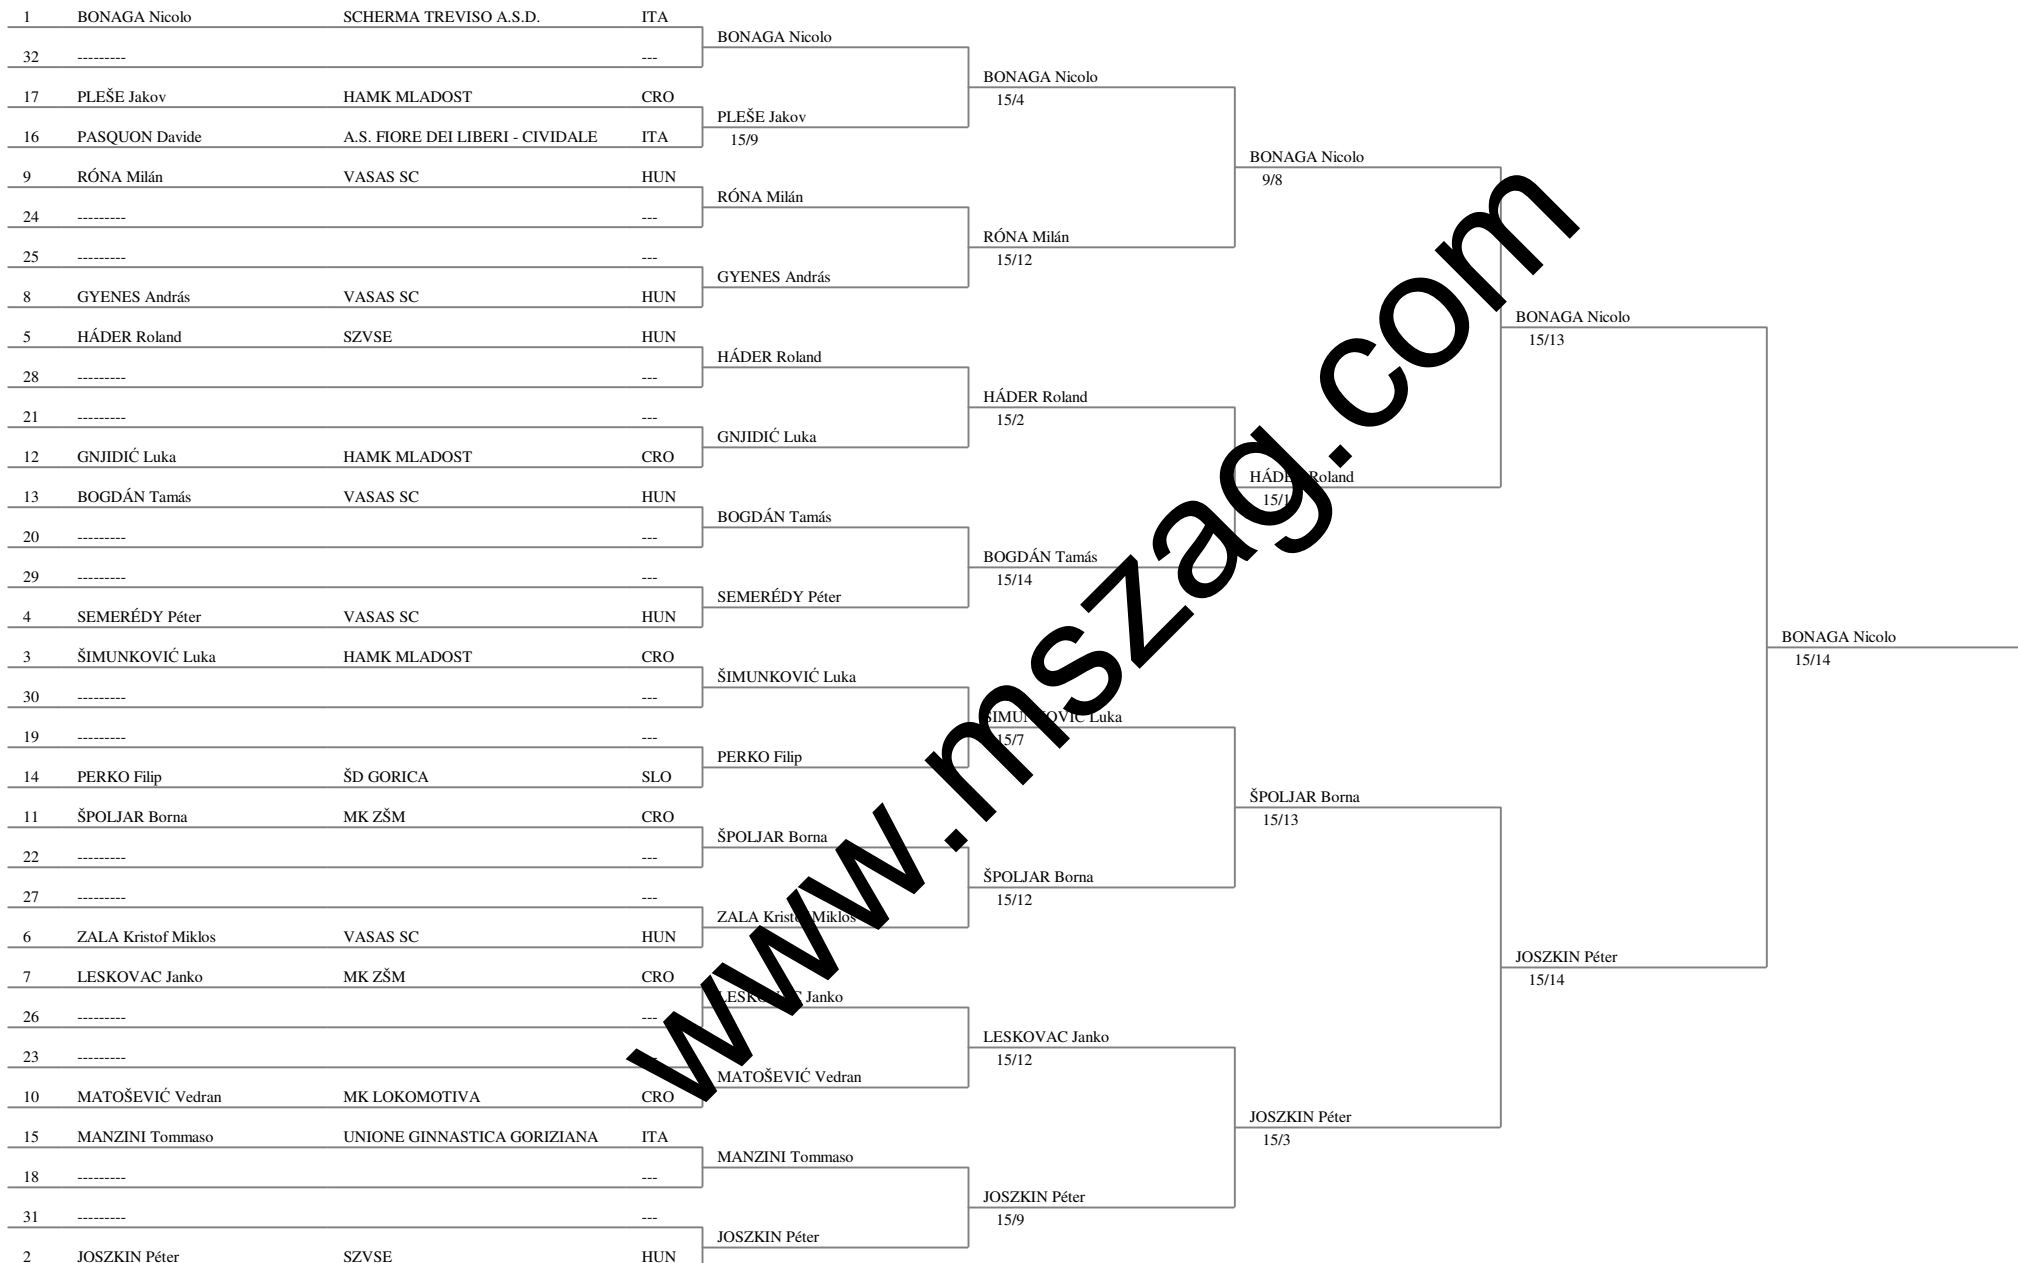 1 BONAGA Nicolo SCHERMA TREVISO A.S.D. ITA
BONAGA Nicolo
32 --------- ---
BONAGA Nicolo
15/4
17 PLEŠE Jakov HAMK MLADOST CRO
PLEŠE Jakov
15/9
16 PASQUON Davide A.S. FIORE DEI LIBERI - CIVIDALE ITA
BONAGA Nicolo
9/8
9 RÓNA Milán VASAS SC HUN
RÓNA Milán
24 --------- ---
RÓNA Milán
15/12
25 --------- ---
GYENES András
8 GYENES András VASAS SC HUN
BONAGA Nicolo
15/13
5 HÁDER Roland SZVSE HUN
HÁDER Roland
28 --------- ---
HÁDER Roland
15/2
21 --------- ---
GNJIDIĆ Luka
12 GNJIDIĆ Luka HAMK MLADOST CRO
Roland
13 BOGDÁN Tamás VASAS SC HUN
BOGDÁN Tamás
20 --------- ---
BOGDÁN Tamás
15/14
29 --------- ---
SEMERÉDY Péter
4 SEMERÉDY Péter VASAS SC HUN
BONAGA Nicolo
15/14
3 ŠIMUNKOVIĆ Luka HAMK MLADOST CRO
ŠIMUNKOVIĆ Luka
30 --------- ---
ŠIMUNKOVIĆ Luka
15/7
19 --------- ---
PERKO Filip
14 PERKO Filip ŠD GORICA SLO
ŠPOLJAR Borna
15/13
11 ŠPOLJAR Borna MK ZŠM CRO
ŠPOLJAR Borna
22 --------- ---
ŠPOLJAR Borna
15/12
27 --------- ---
ZALA Kristof Miklos
6 ZALA Kristof Miklos VASAS SC HUN
JOSZKIN Péter
15/14
7 LESKOVAC Janko MK ZŠM CRO
LESKOVAC Janko
26 --------- ---
LESKOVAC Janko
15/12
23 --------- ---
MATOŠEVIĆ Vedran
10 MATOŠEVIĆ Vedran MK LOKOMOTIVA CRO
JOSZKIN Péter
15/3
15 MANZINI Tommaso UNIONE GINNASTICA GORIZIANA ITA
MANZINI Tommaso
18 --------- ---
JOSZKIN Péter
15/9
31 --------- ---
JOSZKIN Péter
2 JOSZKIN Péter SZVSE HUN
www.mszag.com